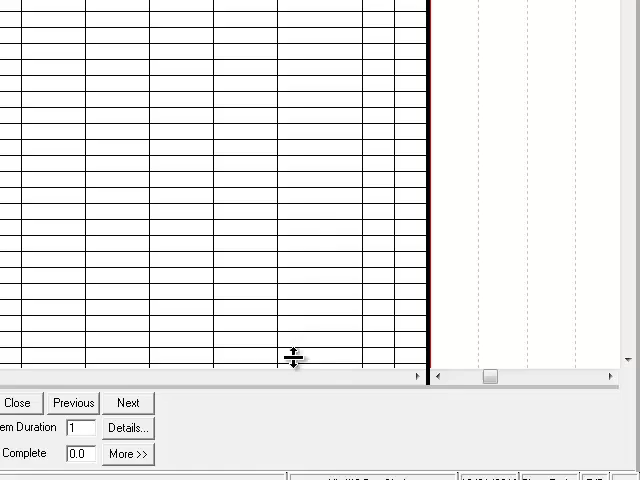 Close Previous Next
em Duration 1 Details...
Complete 0.0 More >>